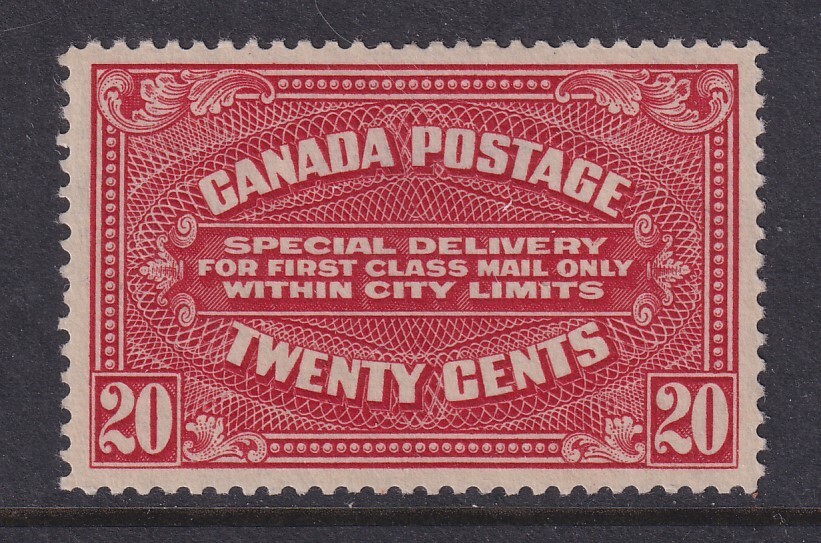 CANADA POSTAGE
SPECIAL DELIVERY
FOR FIRST CLASS MAIL ONLY
WITHIN CITY LIMITS
TWENTY CENTS
20 20